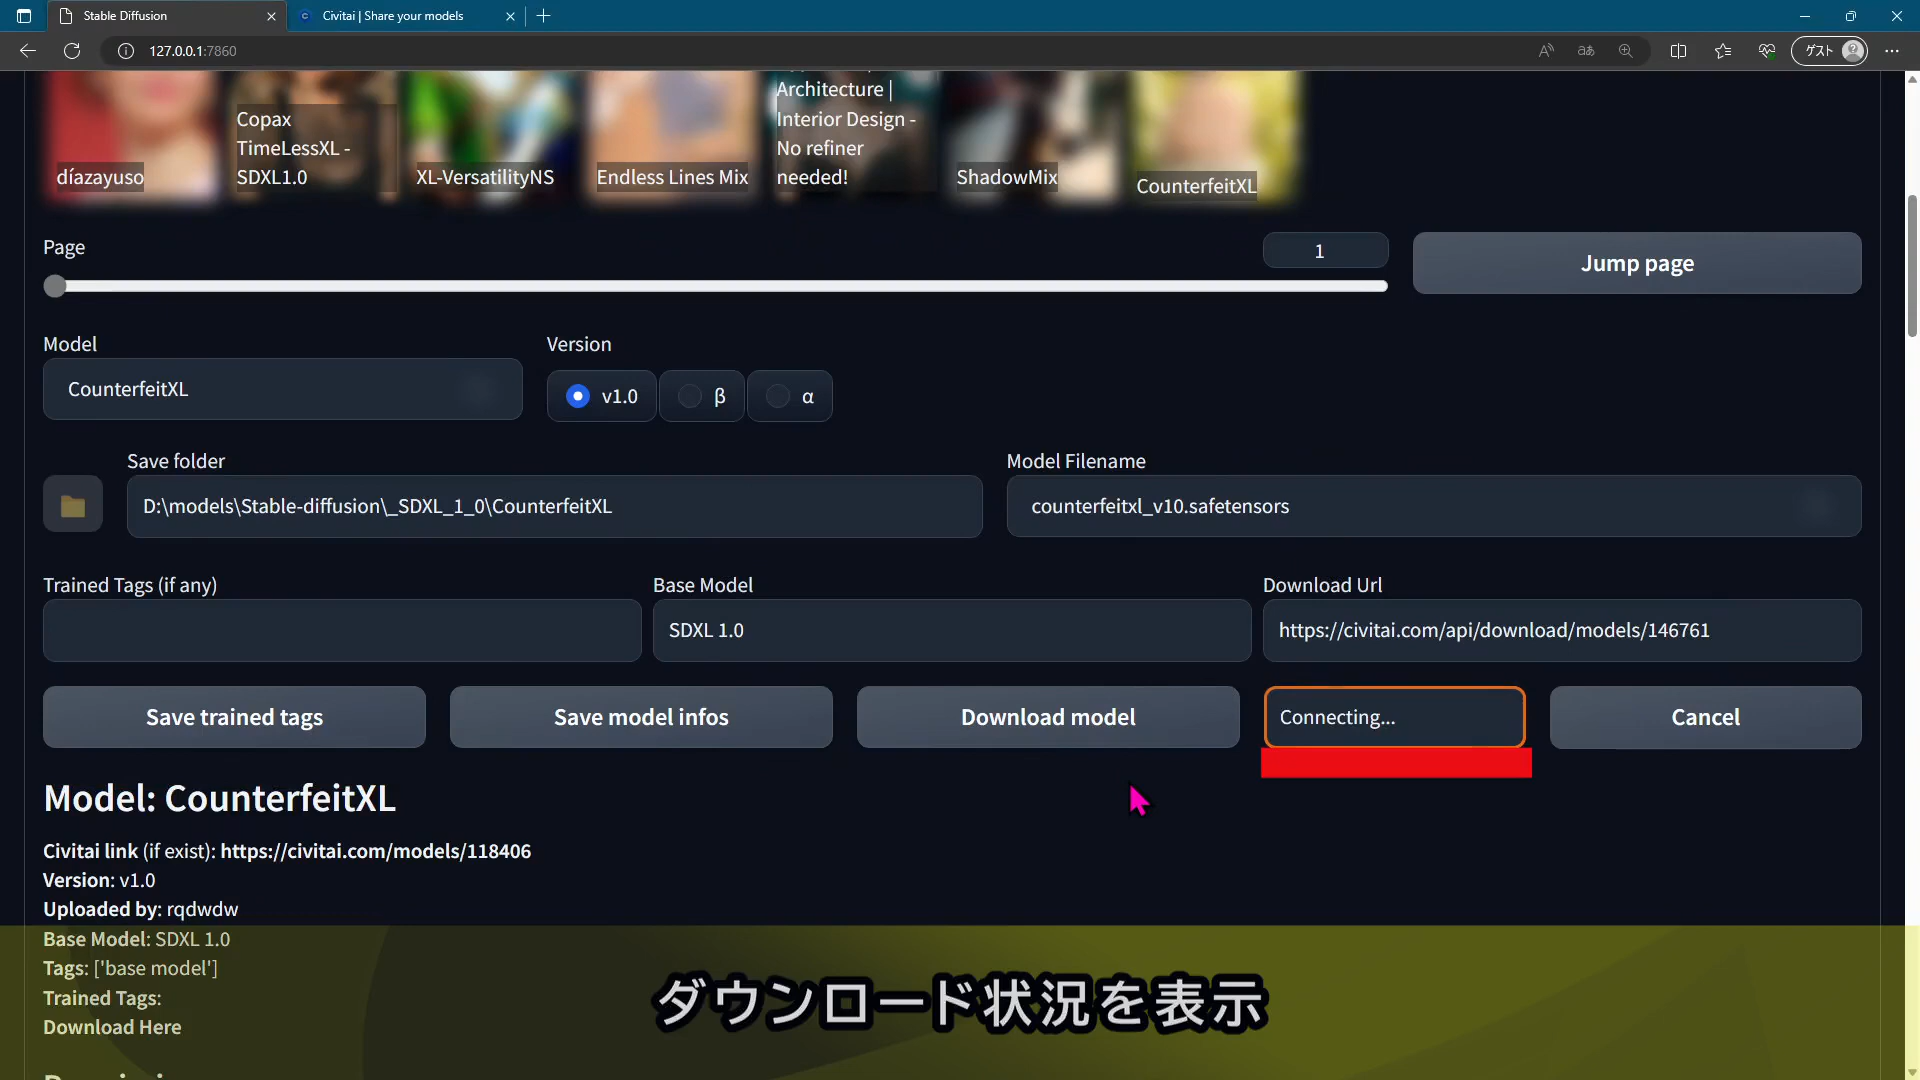 Stable Diffusion
Civitai | Share your models
127.0.0.1:7860
ゲスト
díazayuso
Copax
TimeLessXL -
SDXL1.0
XL-VersatilityNS
Endless Lines Mix
Architecture |
Interior Design -
No refiner
needed!
ShadowMix
CounterfeitXL
Page
1
Jump page
Model
CounterfeitXL
Version
v1.0
β
α
Save folder
D:\models\Stable-diffusion\_SDXL_1_0\CounterfeitXL
Model Filename
counterfeitxl_v10.safetensors
Trained Tags (if any)
Base Model
SDXL 1.0
Download Url
https://civitai.com/api/download/models/146761
Save trained tags
Save model infos
Download model
Connecting...
Cancel
Model: CounterfeitXL
Civitai link (if exist): https://civitai.com/models/118406
Version: v1.0
Uploaded by: rqdwdw
Base Model: SDXL 1.0
Tags: ['base model']
Trained Tags:
Download Here
ダウンロード状況を表示